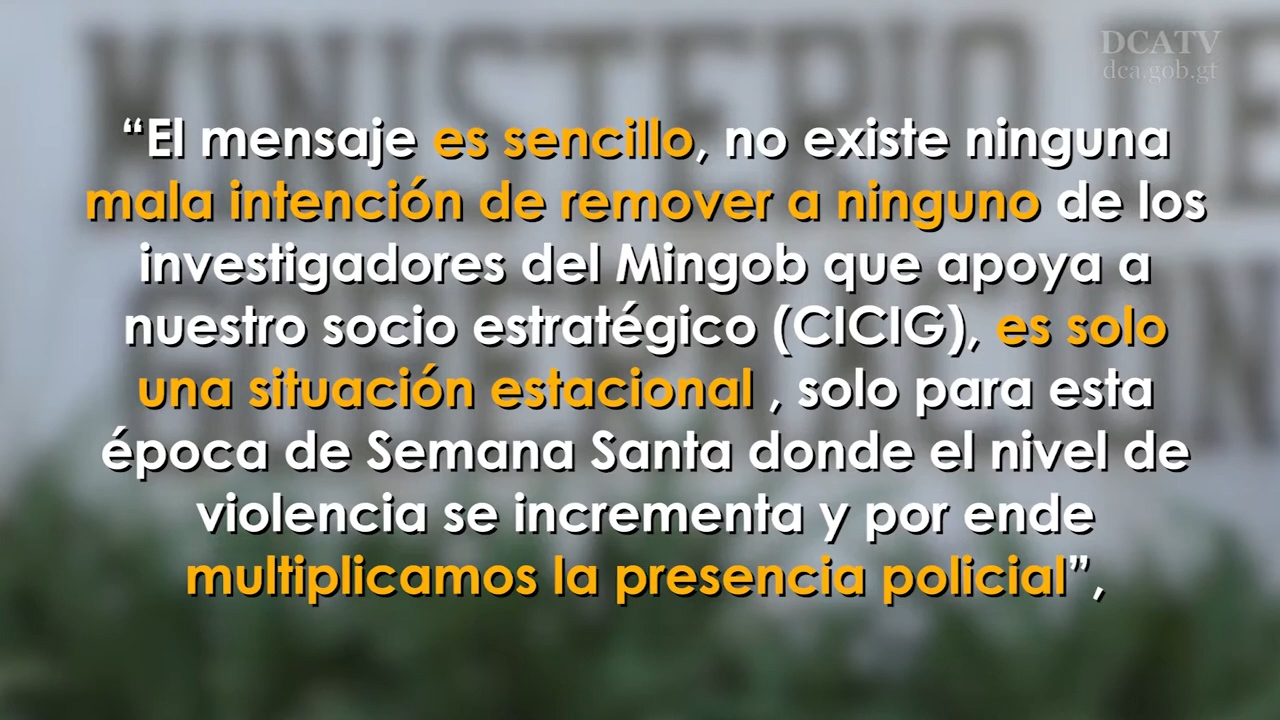 DCATV
dca.gob.gt
MINISTERIO DE
“El mensaje es sencillo, no existe ninguna
mala intención de remover a ninguno de los
investigadores del Mingob que apoya a
nuestro socio estratégico (CICIG), es solo
una situación estacional , solo para esta
época de Semana Santa donde el nivel de
violencia se incrementa y por ende
multiplicamos la presencia policial”,